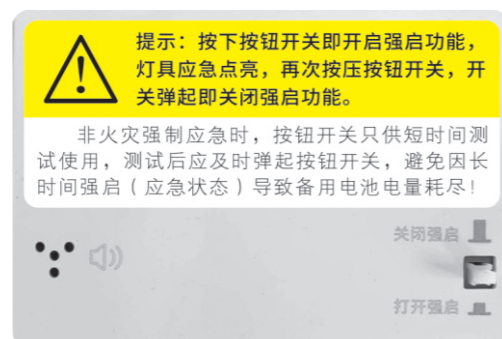 提示：按下按钮开关即开启强启功能，
灯具应急点亮，再次按压按钮开关，开
关弹起即关闭强启功能。
非火灾强制应急时，按钮开关只供短时间测
试使用，测试后应及时弹起按钮开关，避免因长
时间强启（应急状态）导致备用电池电量耗尽！
关闭强启
打开强启